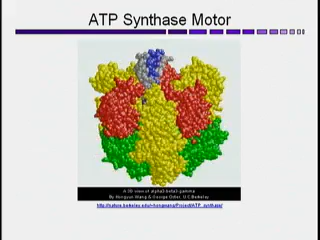 ATP Synthase Motor
A 3D view of alpha3-beta3-gamma
By Hongyun Wang & George Oster, UC Berkeley